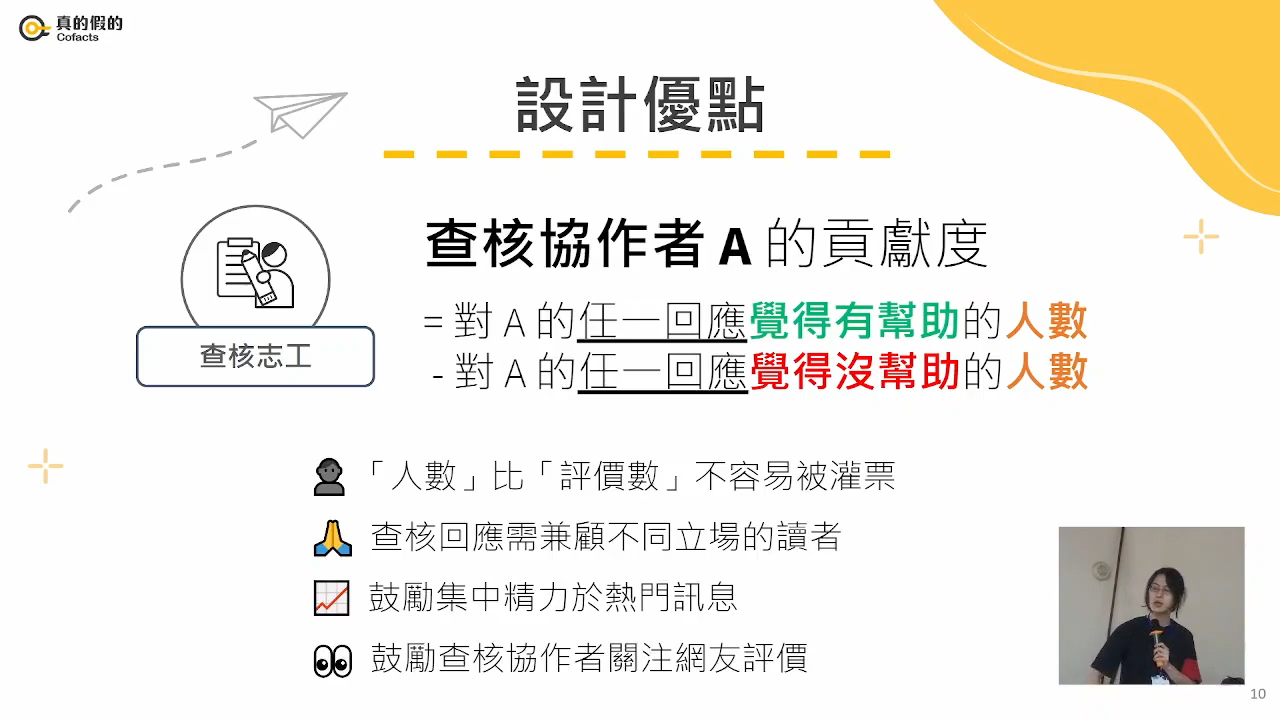 真的假的
Cofacts
設計優點
查核志工
查核協作者 A 的貢獻度
= 對 A 的任一回應覺得有幫助的人數
- 對 A 的任一回應覺得沒幫助的人數
「人數」比「評價數」不容易被灌票
查核回應需兼顧不同立場的讀者
鼓勵集中精力於熱門訊息
鼓勵查核協作者關注網友評價
10